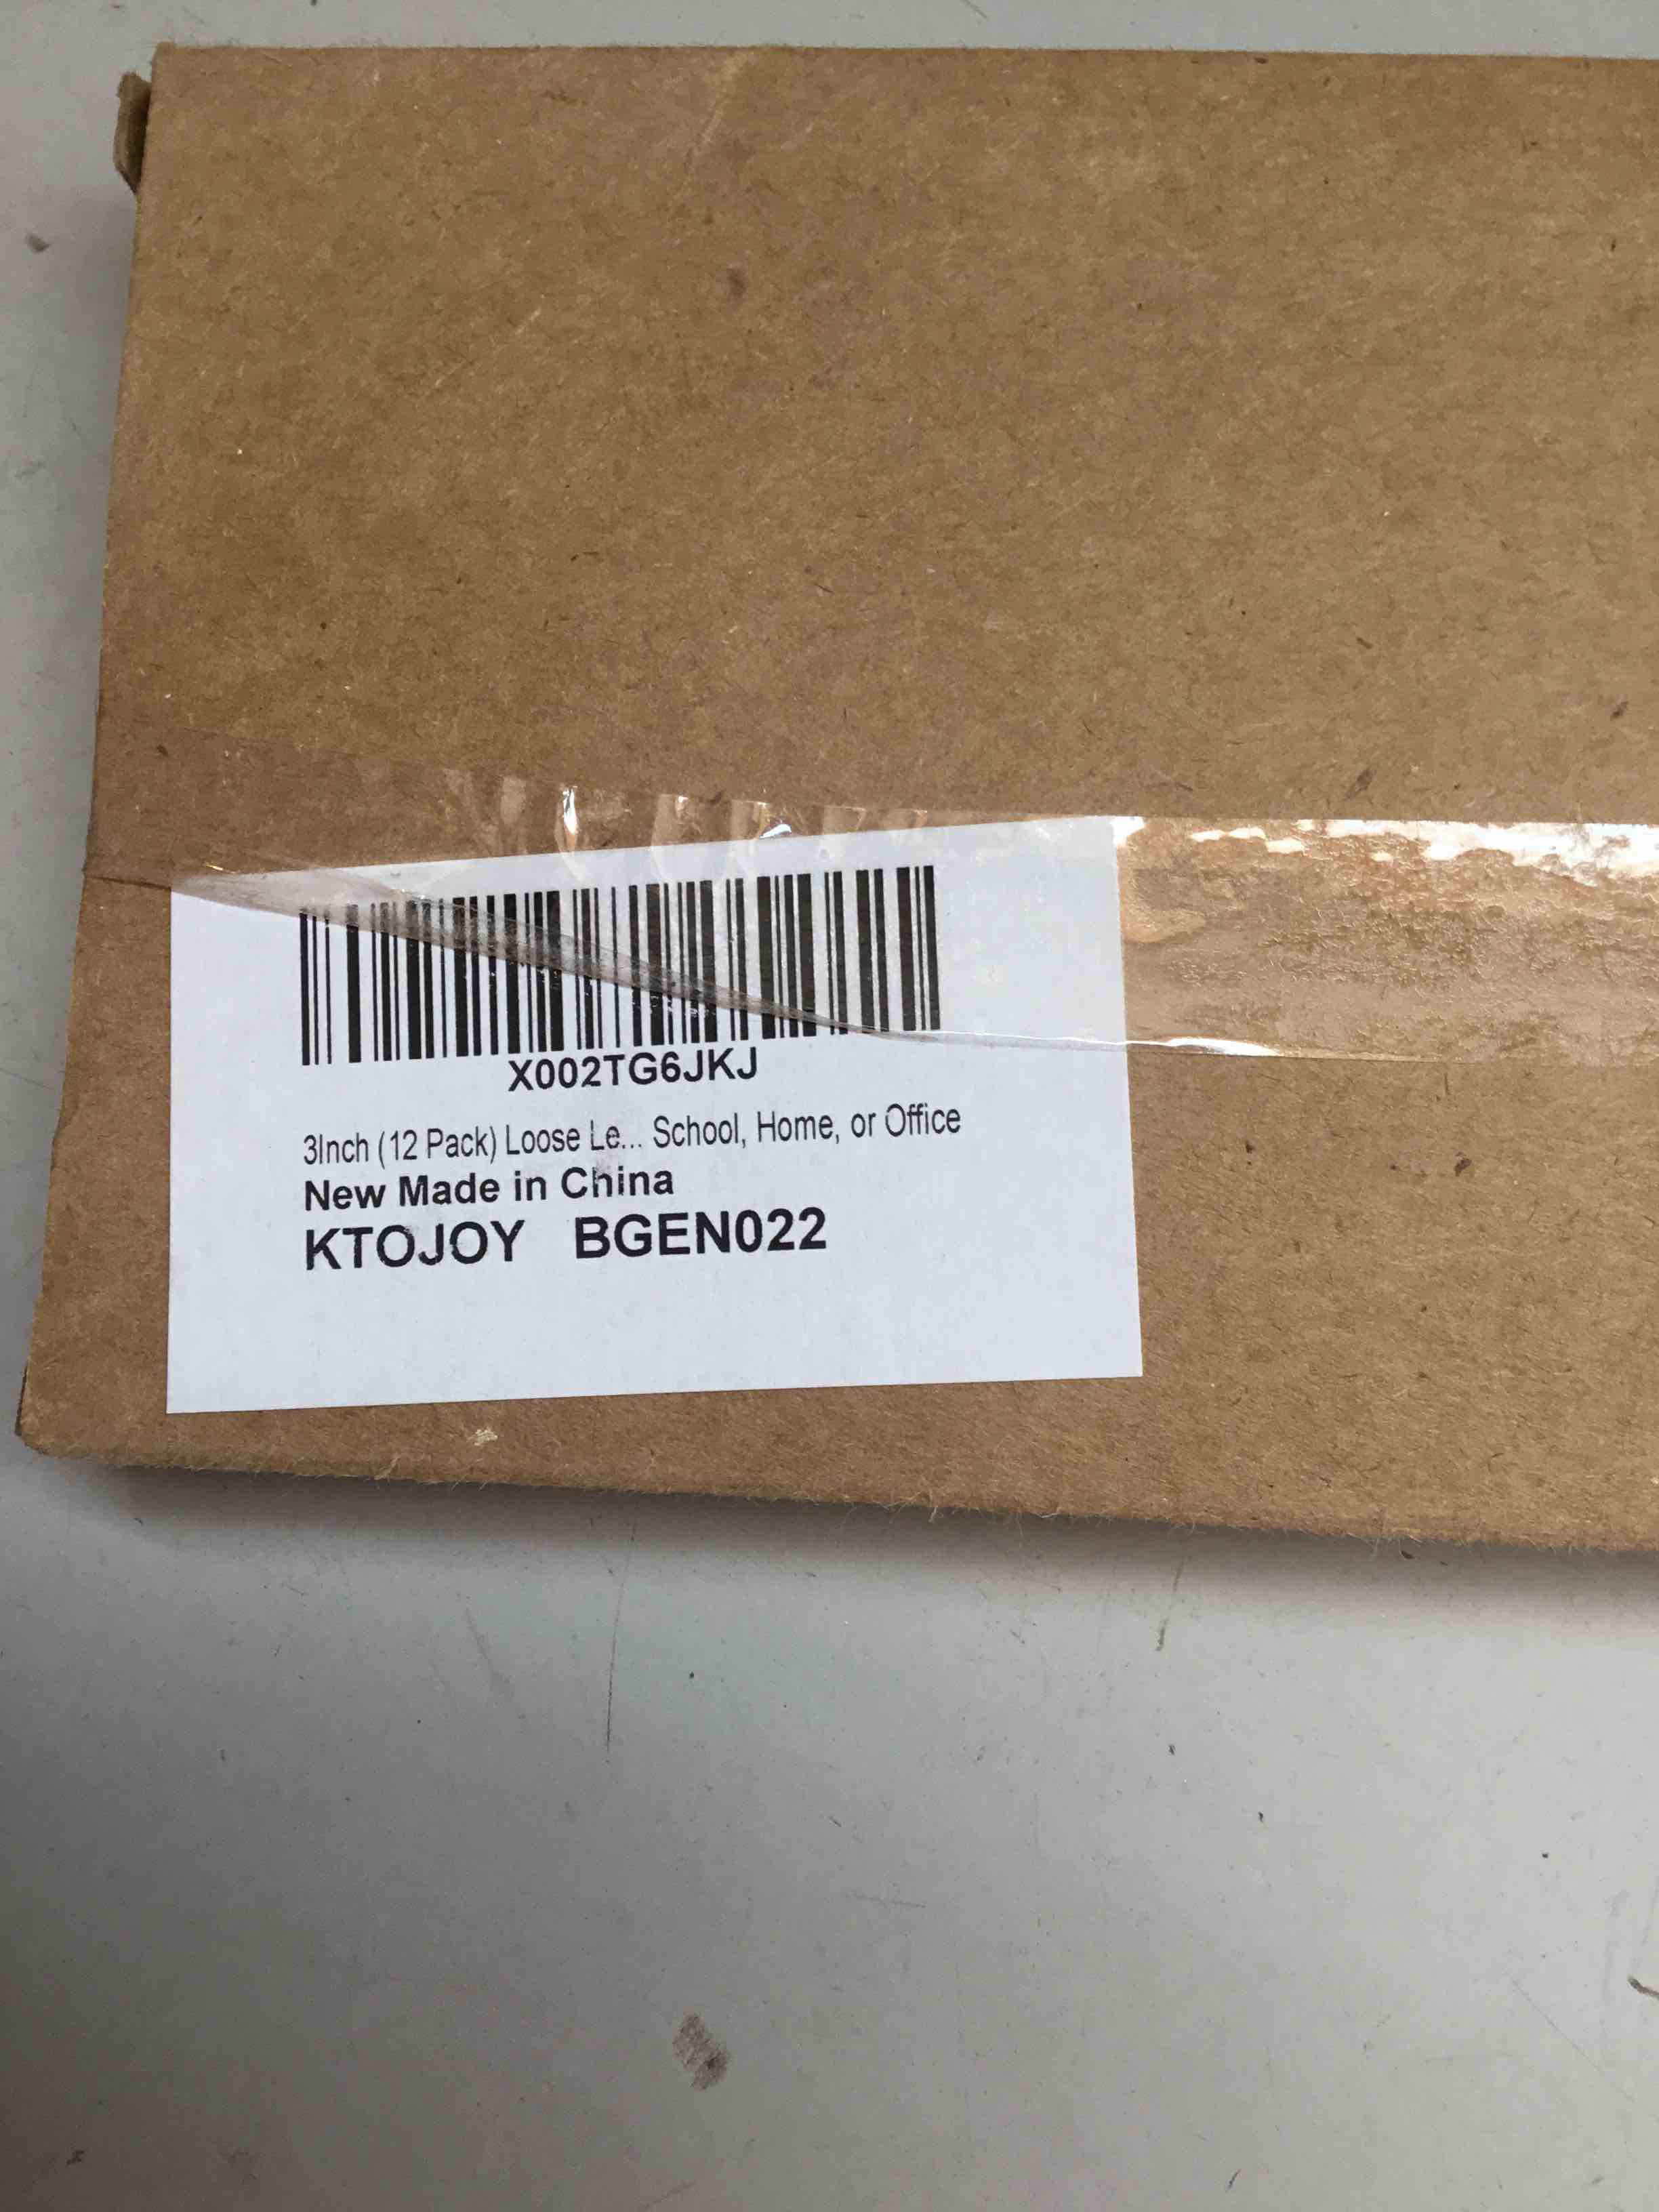 X002TG6JKJ
3Inch (12 Pack) Loose Le... School, Home, or Office
New Made in China
KTOJOY BGEN022